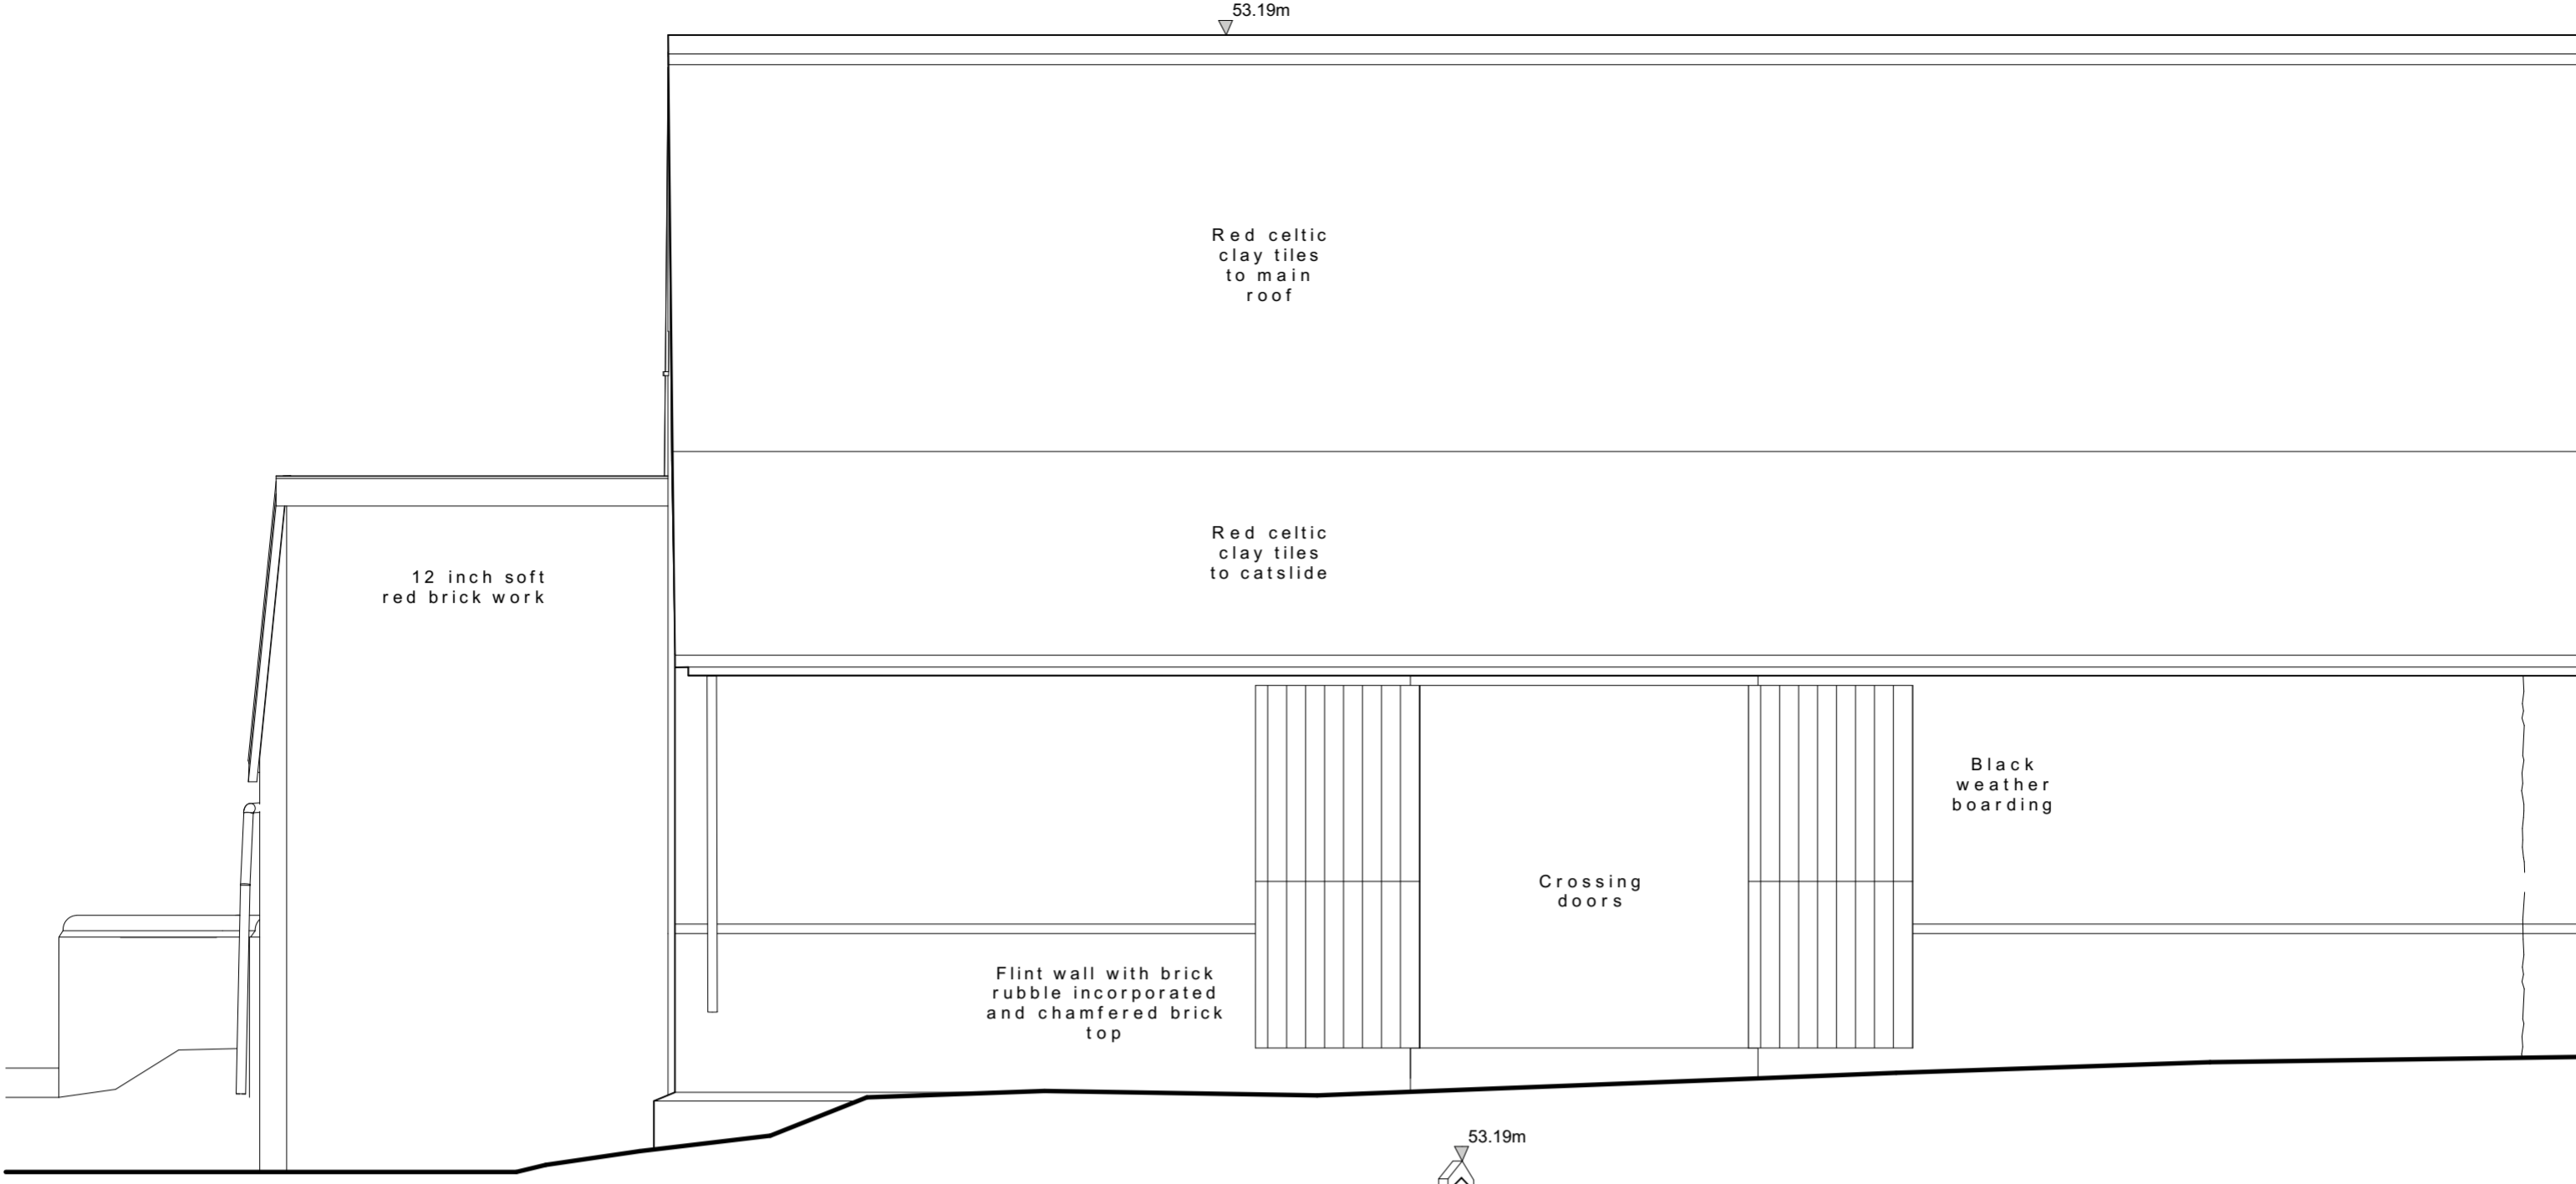 53.19m
Red celtic
clay tiles
to main
roof
Red celtic
clay tiles
to catslide
12 inch soft
red brick work
Black
weather
boarding
Crossing
doors
Flint wall with brick
rubble incorporated
and chamfered brick
top
53.19m